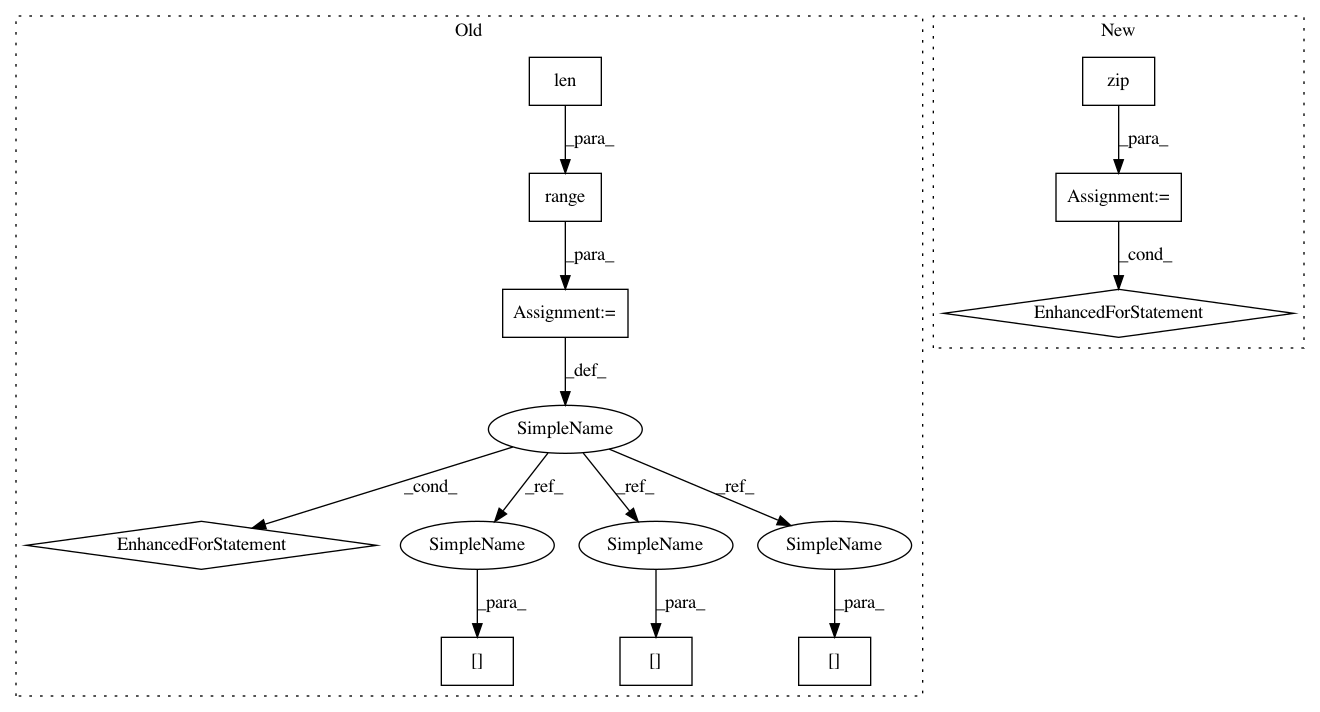 Old
New
len
zip
_para_
_para_
range
Assignment:=
_para_
_cond_
Assignment:=
EnhancedForStatement
_def_
SimpleName
_cond_
_ref_
_ref_
_ref_
EnhancedForStatement
SimpleName
SimpleName
SimpleName
_para_
_para_
_para_
[]
[]
[]